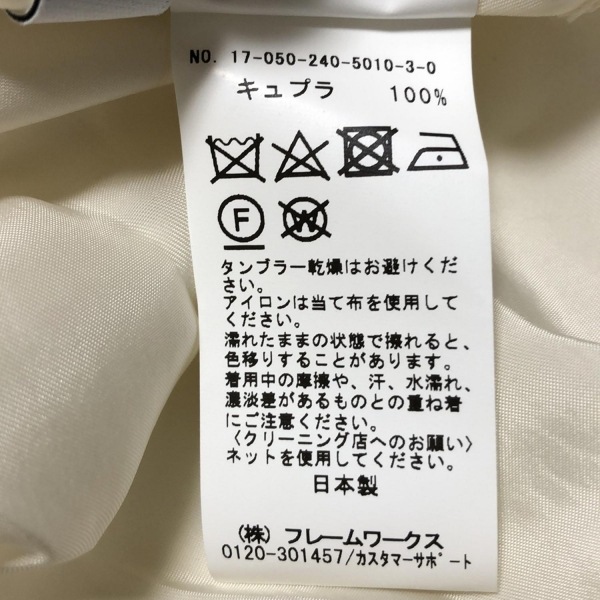 NO. 17-050-240-5010-3-0
キュプラ 100%
F
W
タンブラー乾燥はお避けくだ
さい。
アイロンは当て布を使用して
ください。
濡れたままの状態で擦れると、
色移りすることがあります。
着用中の摩擦や、汗、水濡れ、
濃淡差があるものとの重ね着
にご注意ください。
〈クリーニング店へのお願い〉
ネットを使用してください。
日本製
(株) フレームワークス
0120-301457/カスタマーサポート